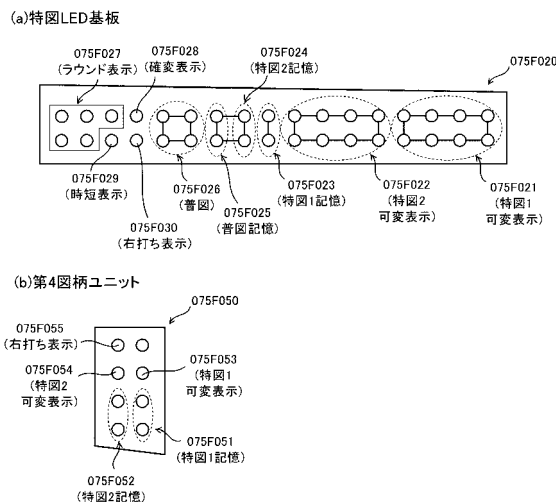 (a)特図LED基板
075F027
(ラウンド表示)
075F028
(確変表示)
075F024
(特図2記憶)
075F020
075F029
(時短表示)
075F030
(右打ち表示)
075F026
(普図)
075F025
(普図記憶)
075F023
(特図1記憶)
075F022
(特図2
可変表示)
075F021
(特図1
可変表示)
(b)第4図柄ユニット
075F050
075F055
(右打ち表示)
075F054
(特図2
可変表示)
075F053
(特図1
可変表示)
075F051
(特図1記憶)
075F052
(特図2記憶)